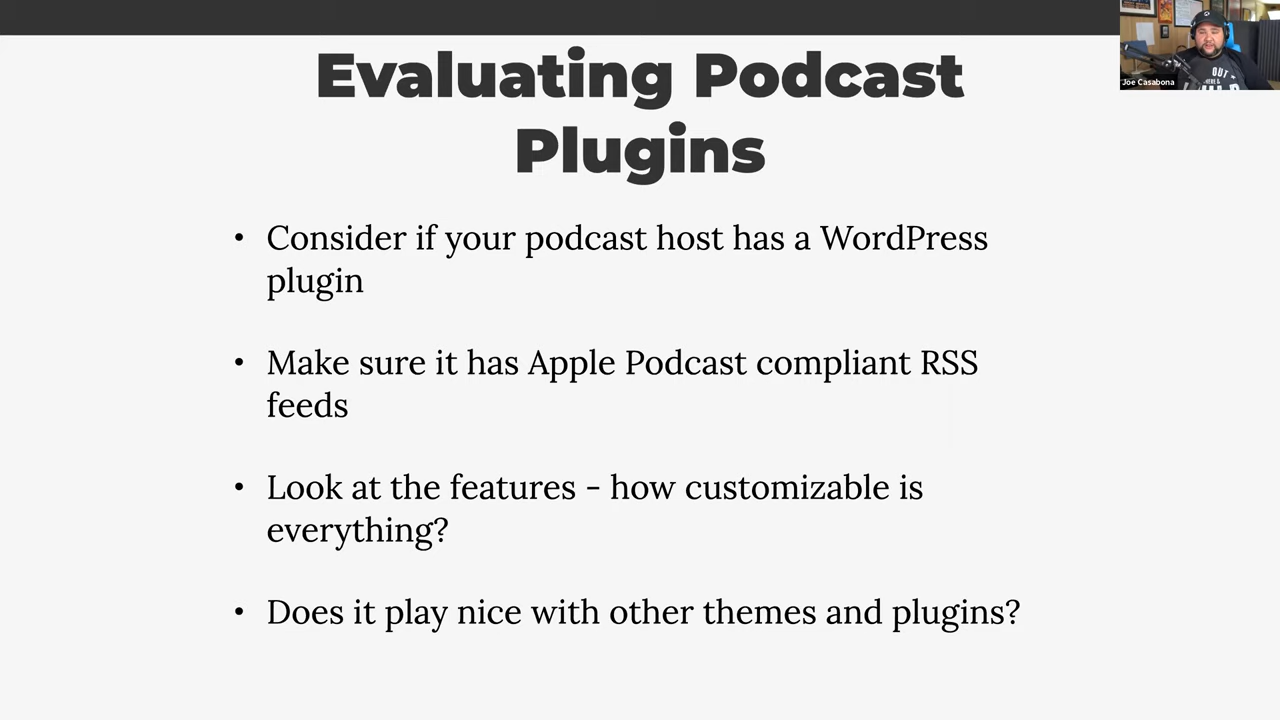 Evaluating Podcast
Plugins
• Consider if your podcast host has a WordPress
plugin
• Make sure it has Apple Podcast compliant RSS
feeds
• Look at the features - how customizable is
everything?
• Does it play nice with other themes and plugins?
Joe Casabona
OUT